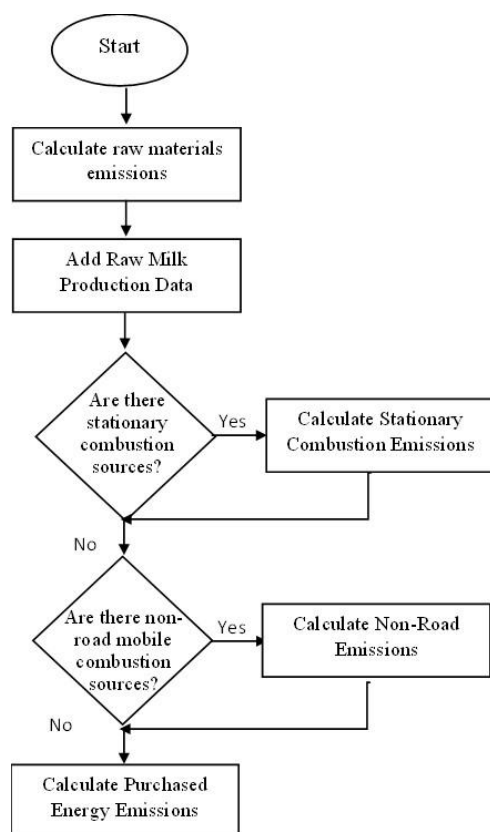 Start
Calculate raw materials
emissions
Add Raw Milk
Production Data
Are there
stationary
combustion
sources?
Yes
Calculate Stationary
Combustion Emissions
No
Are there non-
road mobile
combustion
sources?
Yes
Calculate Non-Road
Emissions
No
Calculate Purchased
Energy Emissions